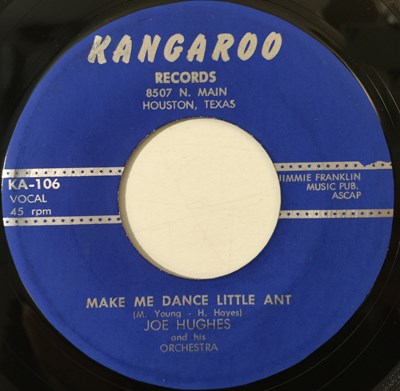 KANGAROO
RECORDS
8507 N. MAIN
HOUSTON, TEXAS
KA-106
VOCAL
45 rpm
JIMMIE FRANKLIN
MUSIC PUB.
ASCAP
MAKE ME DANCE LITTLE ANT
(M. Young - H. Hayes)
JOE HUGHES
and his
ORCHESTRA